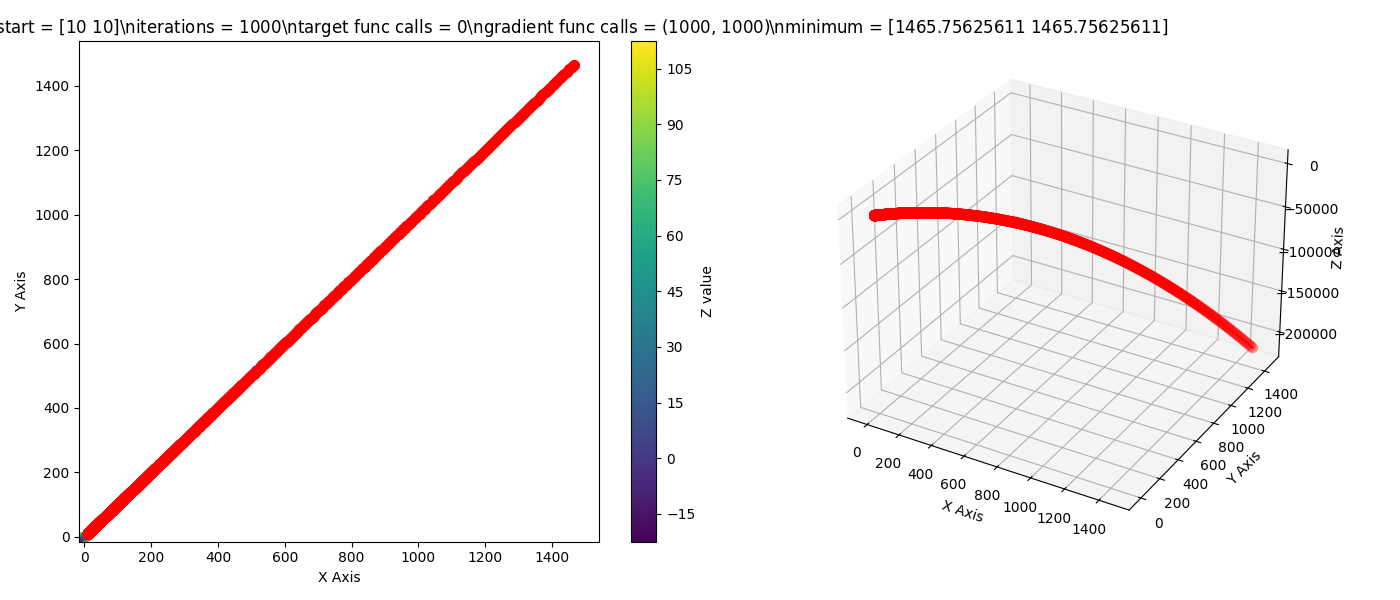 start = [10 10]\niterations = 1000\ntarget func calls = 0\ngradient func calls = (1000, 1000)\nminimum = [1465.75625611 1465.75625611]
1400
1200
1000
800
600
400
200
0
Y Axis
0 200 400 600 800 1000 1200 1400
X Axis
105
90
75
60
45
30
15
0
−15
Z value
0
−50000
−100000
−150000
−200000
Z Axis
0 200 400 600 800 1000 1200 1400
X Axis
0 200 400 600 800 1000 1200 1400
Y Axis